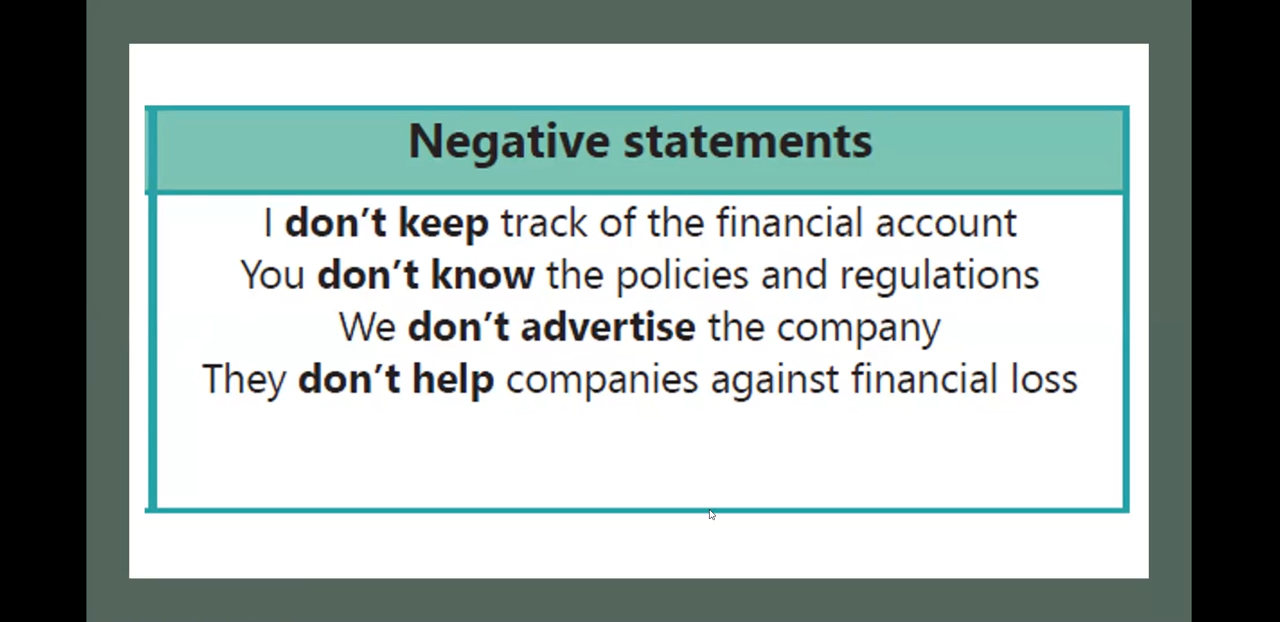 Negative statements
I don’t keep track of the financial account
You don’t know the policies and regulations
We don’t advertise the company
They don’t help companies against financial loss